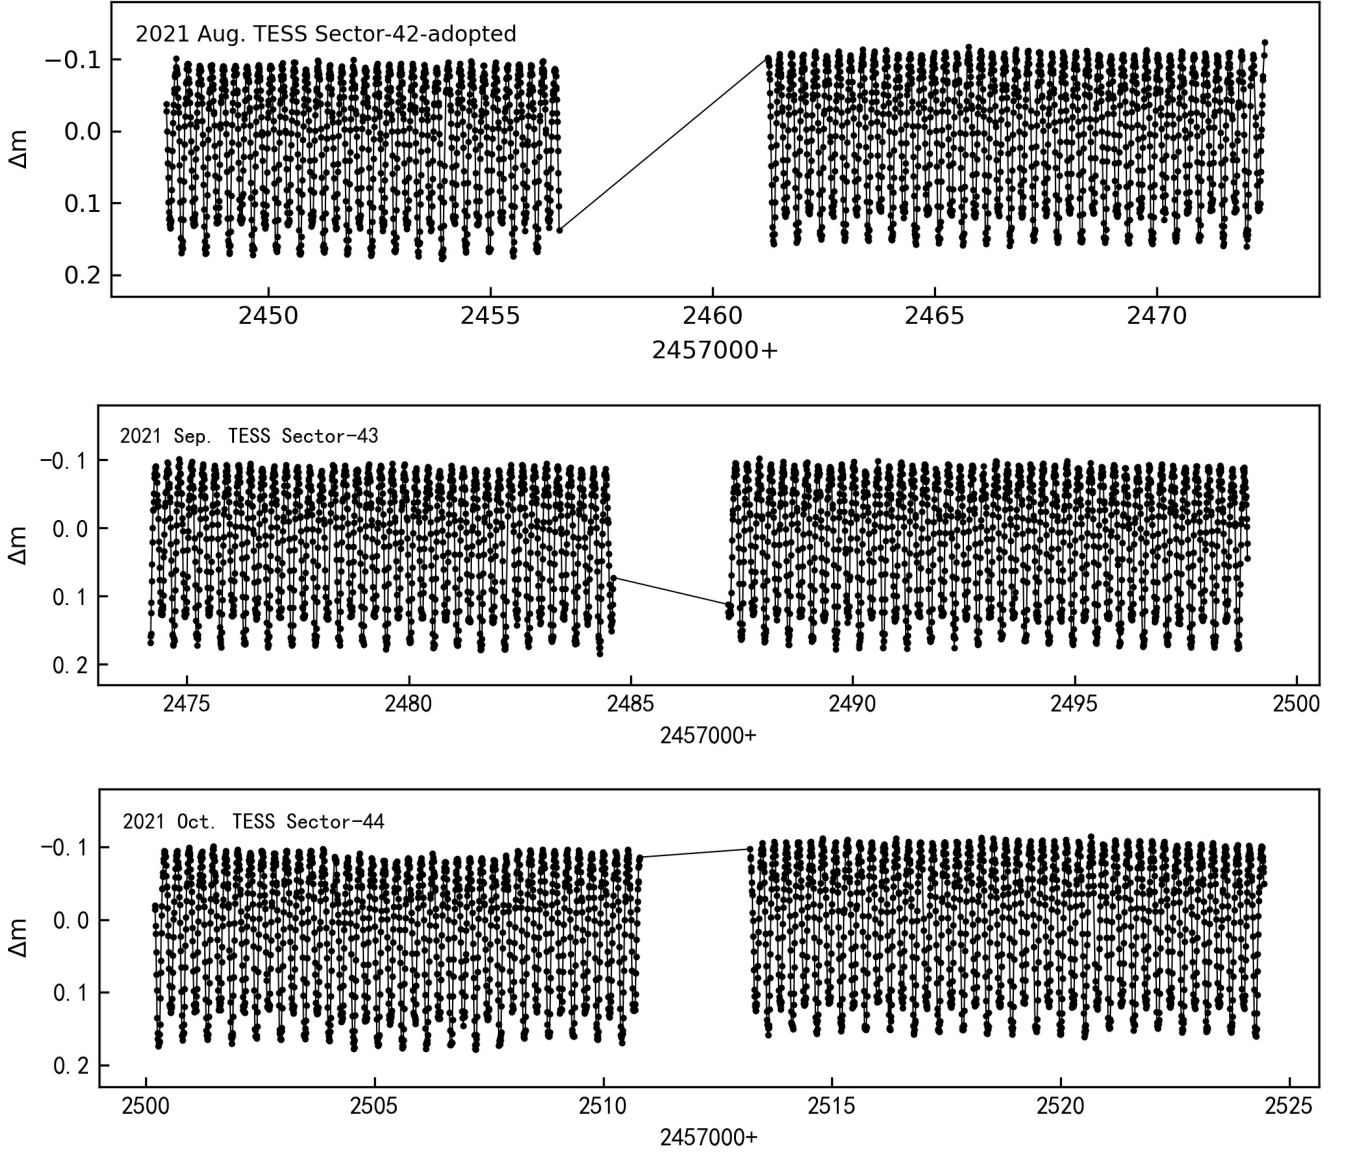 2021 Aug. TESS Sector-42-adopted
−0.1
0.0
0.1
0.2
Δm
2450 2455 2460 2465 2470
2457000+
2021 Sep. TESS Sector-43
−0.1
0.0
0.1
0.2
Δm
2475 2480 2485 2490 2495 2500
2457000+
2021 Oct. TESS Sector-44
−0.1
0.0
0.1
0.2
Δm
2500 2505 2510 2515 2520 2525
2457000+